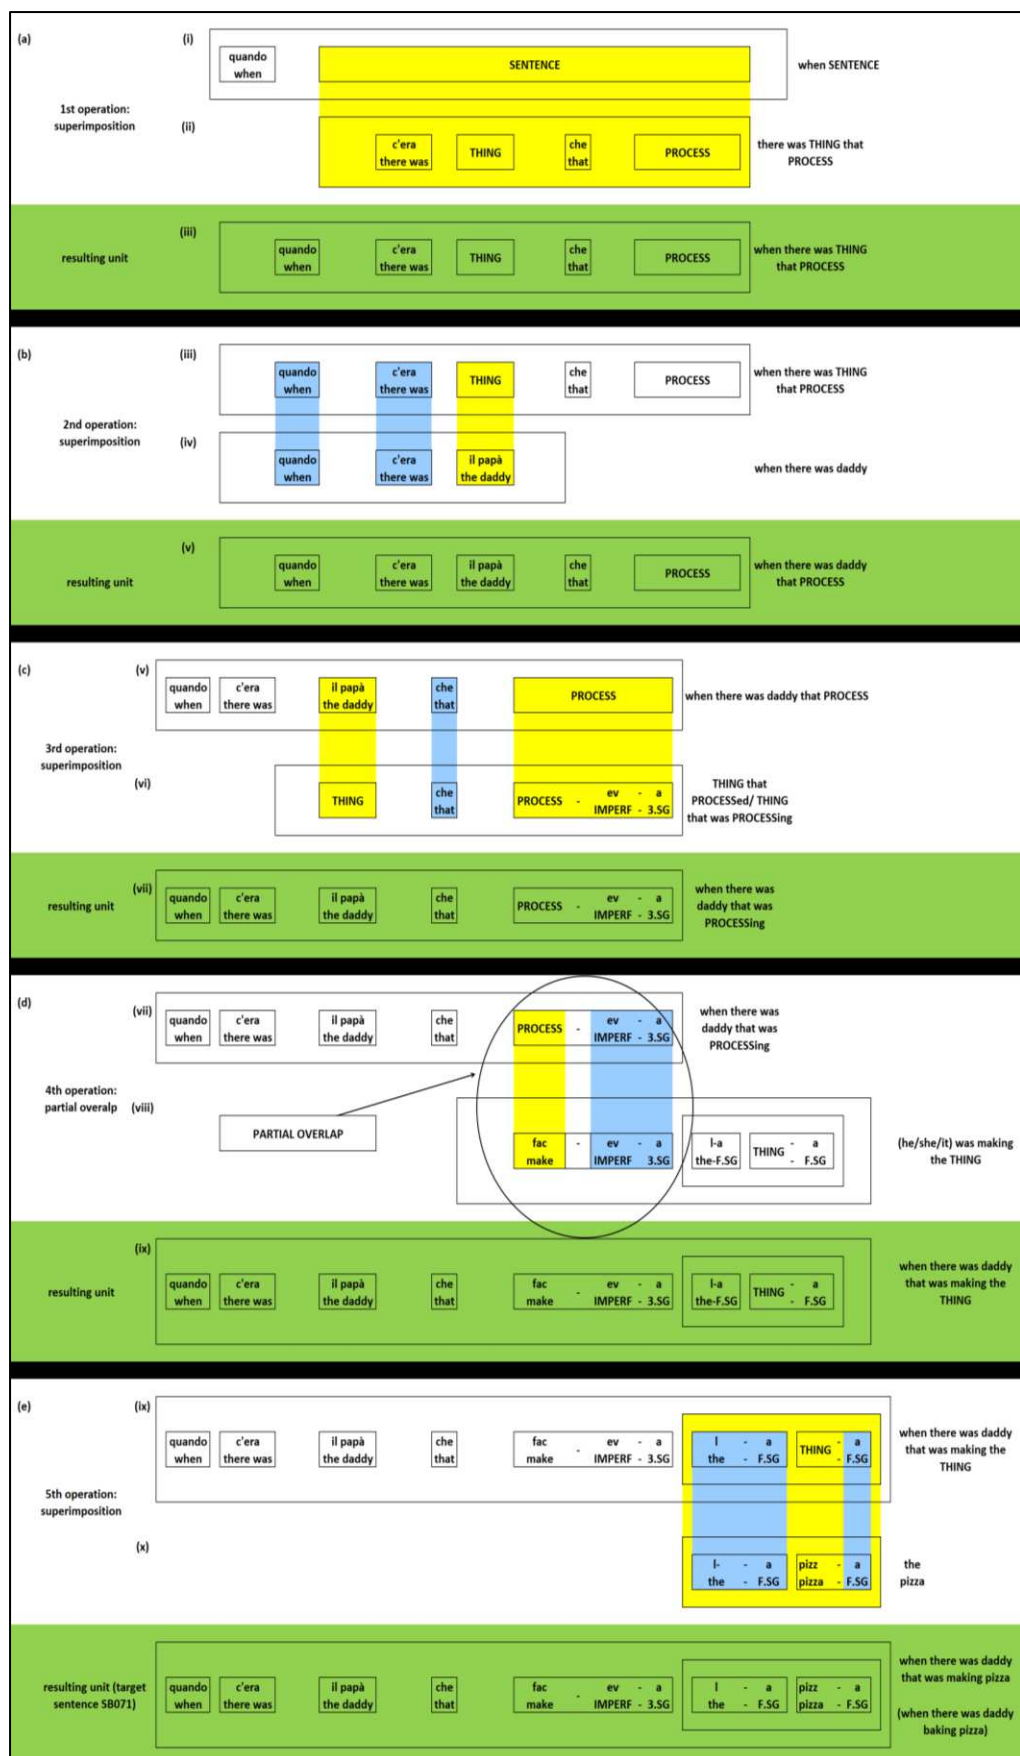 (a)
(i)
quando
when
SENTENCE
when SENTENCE
1st operation:
superimposition
(ii)
c'era
there was
THING
che
that
PROCESS
there was THING that
PROCESS
resulting unit
(iii)
quando
when
c'era
there was
THING
che
that
PROCESS
when there was THING
that PROCESS
(b)
(iii)
quando
when
c'era
there was
THING
che
that
PROCESS
when there was THING
that PROCESS
2nd operation:
superimposition
(iv)
quando
when
c'era
there was
il papà
the daddy
when there was daddy
resulting unit
(v)
quando
when
c'era
there was
il papà
the daddy
che
that
PROCESS
when there was daddy
that PROCESS
(c)
(v)
quando
when
c'era
there was
il papà
the daddy
che
that
PROCESS
when there was daddy that PROCESS
3rd operation:
superimposition
(vi)
THING
che
that
PROCESS - ev - a
IMPERF - 3.SG
THING that
PROCESSed/ THING
that was PROCESSing
resulting unit
(vii)
quando
when
c'era
there was
il papà
the daddy
che
that
PROCESS - ev - a
IMPERF - 3.SG
when there was
daddy that was
PROCESSing
(d)
(vii)
quando
when
c'era
there was
il papà
the daddy
che
that
PROCESS - ev - a
IMPERF - 3.SG
when there was
daddy that was
PROCESSing
4th operation:
partial overalp
(viii)
PARTIAL OVERLAP
fac - ev - a
make IMPERF 3.SG
l-a
the-F.SG
THING - a
- F.SG
(he/she/it) was making
the THING
resulting unit
(ix)
quando
when
c'era
there was
il papà
the daddy
che
that
fac - ev - a
make IMPERF - 3.SG
l-a
the-F.SG
THING - a
- F.SG
when there was daddy
that was making the
THING
(e)
(ix)
quando
when
c'era
there was
il papà
the daddy
che
that
fac - ev - a
make IMPERF - 3.SG
l - a
the - F.SG
THING - a
- F.SG
when there was daddy
that was making the
THING
5th operation:
superimposition
(x)
l- - a
the - F.SG
pizz - a
pizza - F.SG
the
pizza
resulting unit (target
sentence SB071)
quando
when
c'era
there was
il papà
the daddy
che
that
fac - ev - a
make IMPERF - 3.SG
l - a
the - F.SG
pizz - a
pizza - F.SG
when there was daddy
that was making pizza
(when there was daddy
baking pizza)